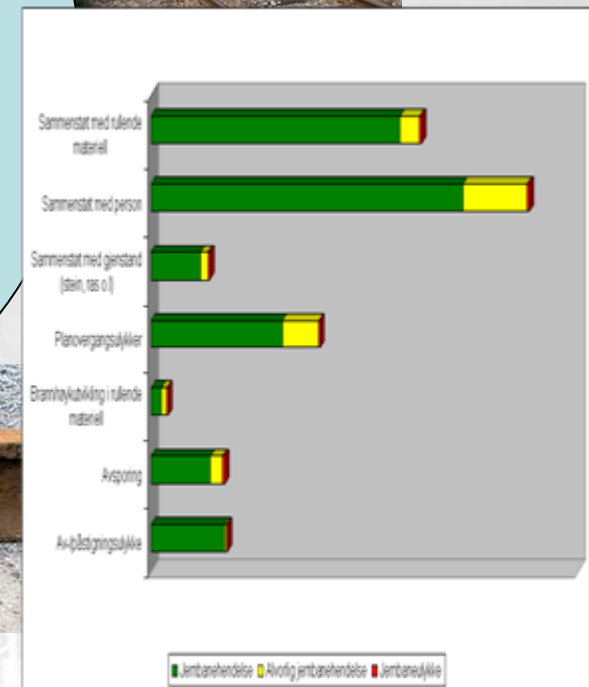 Sammenstøt med rullende
materiell
Sammenstøt med person
Sammenstøt med gjenstand
(stein, ras o.l)
Planovergangsulykker
Brann/røykutvikling i rullende
materiell
Avsporing
Av-/påstigningsulykke
Jernbanehendelse Alvorlig jernbanehendelse Jernbaneulykke